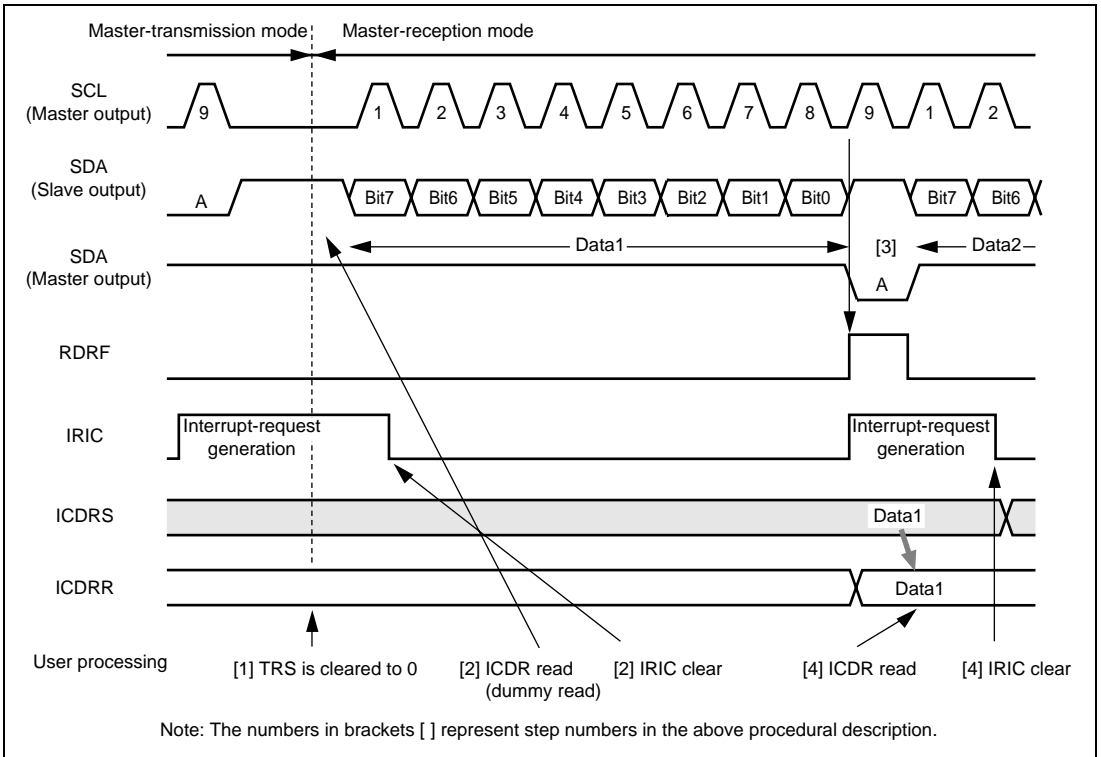 Master-transmission mode Master-reception mode
SCL
(Master output)
9 1 2 3 4 5 6 7 8 9 1 2
SDA
(Slave output)
A Bit7 Bit6 Bit5 Bit4 Bit3 Bit2 Bit1 Bit0 Bit7 Bit6
Data1 [3] Data2
SDA
(Master output)
A
RDRF
IRIC
Interrupt-request
generation
Interrupt-request
generation
ICDRS
Data1
ICDRR
Data1
User processing
[1] TRS is cleared to 0
[2] ICDR read
(dummy read)
[2] IRIC clear
[4] ICDR read
[4] IRIC clear
Note: The numbers in brackets [ ] represent step numbers in the above procedural description.